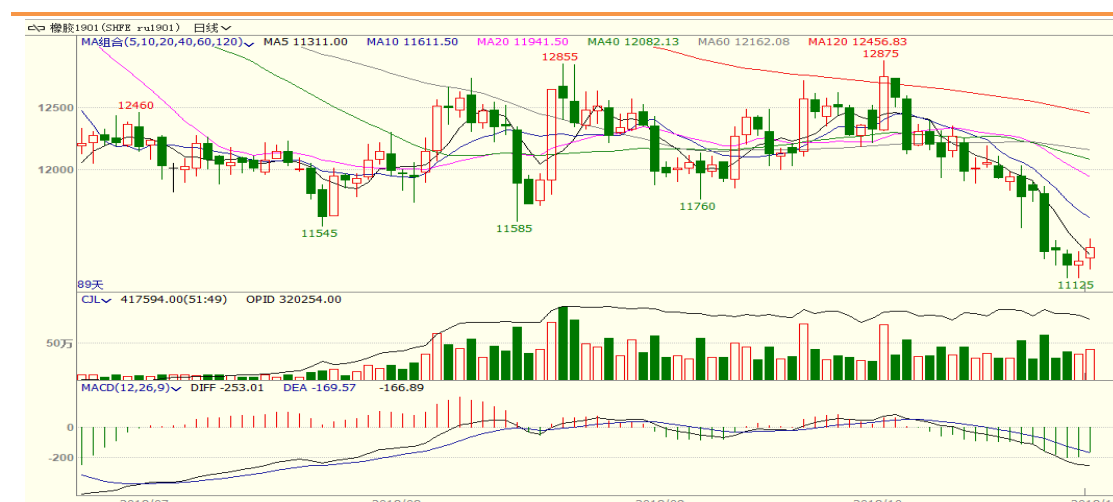 橡胶1901(SHFE ru1901) 日线
MA组合(5,10,20,40,60,120) MA5 11311.00 MA10 11611.50 MA20 11941.50 MA40 12082.13 MA60 12162.08 MA120 12456.83
12875
12855
12500
12460
12000
11760
11545
11585
11125
89天
CJL 417594.00(51:49) OPID 320254.00
50万
MACD(12,26,9) DIFF -253.01 DEA -169.57 -166.89
0
-200